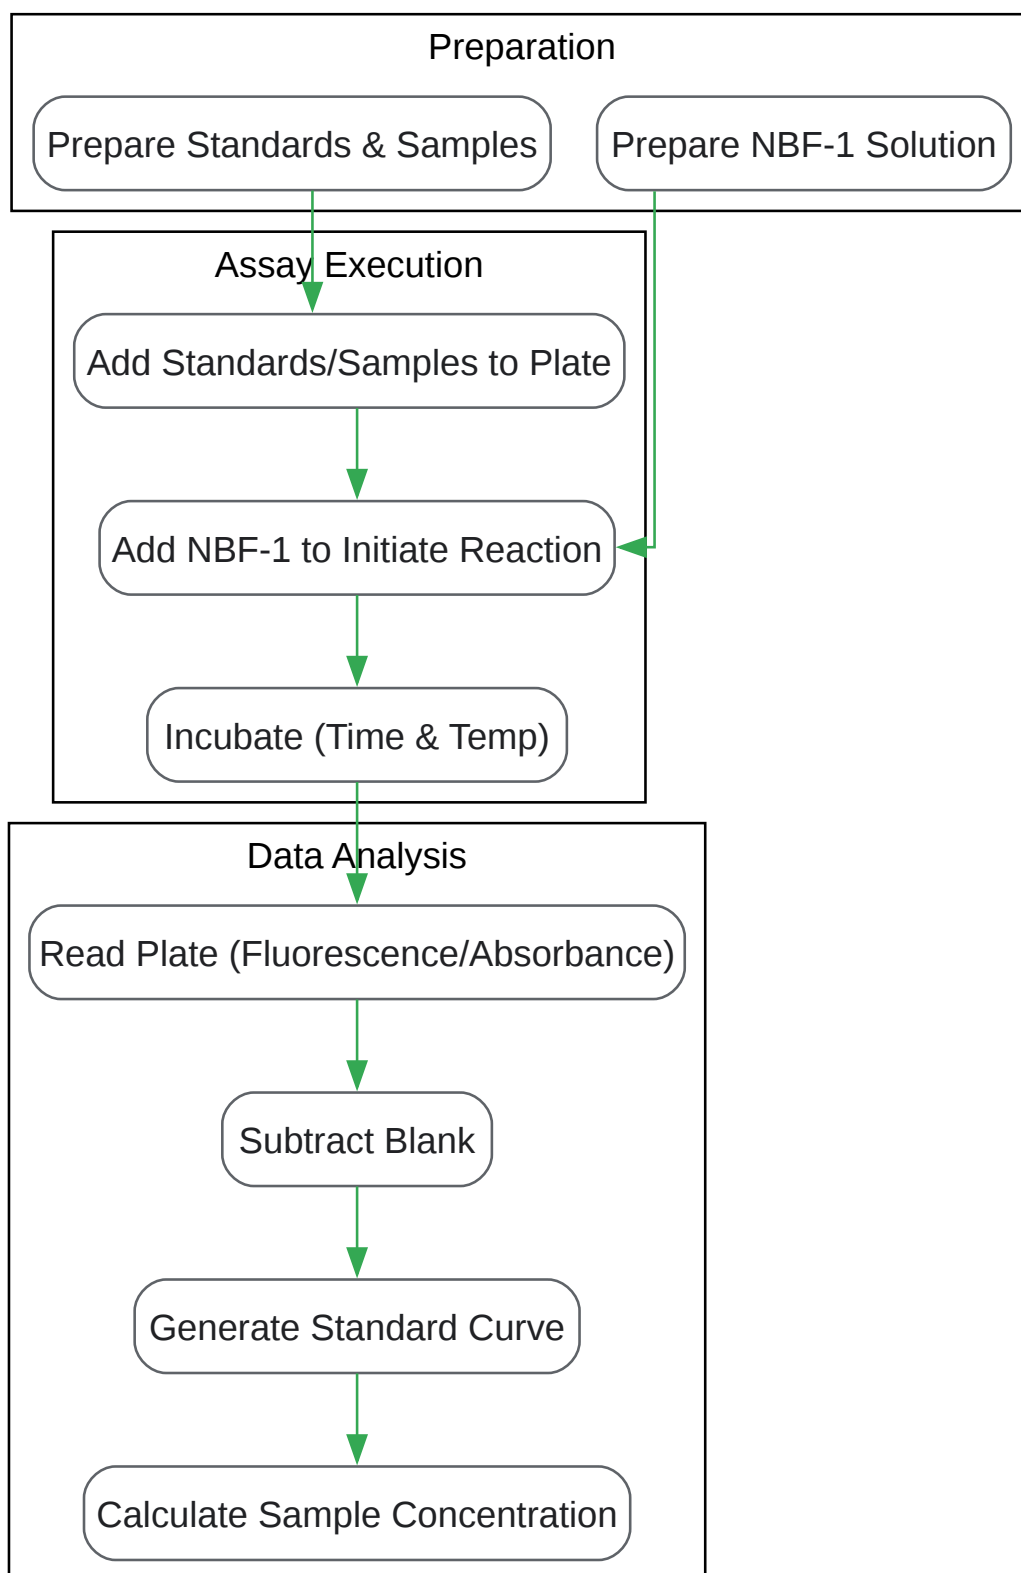 Preparation
Prepare Standards & Samples
Prepare NBF-1 Solution
Assay Execution
Add Standards/Samples to Plate
Add NBF-1 to Initiate Reaction
Incubate (Time & Temp)
Data Analysis
Read Plate (Fluorescence/Absorbance)
Subtract Blank
Generate Standard Curve
Calculate Sample Concentration